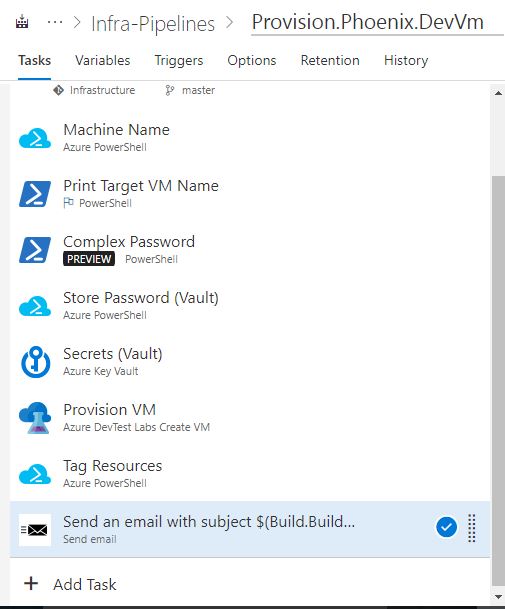 ··· > Infra-Pipelines > Provision.Phoenix.DevVm
Tasks Variables Triggers Options Retention History
Infrastructure master
Machine Name
Azure PowerShell
Print Target VM Name
PowerShell
Complex Password
PREVIEW PowerShell
Store Password (Vault)
Azure PowerShell
Secrets (Vault)
Azure Key Vault
Provision VM
Azure DevTest Labs Create VM
Tag Resources
Azure PowerShell
Send an email with subject $(Build.Build...
Send email
+ Add Task